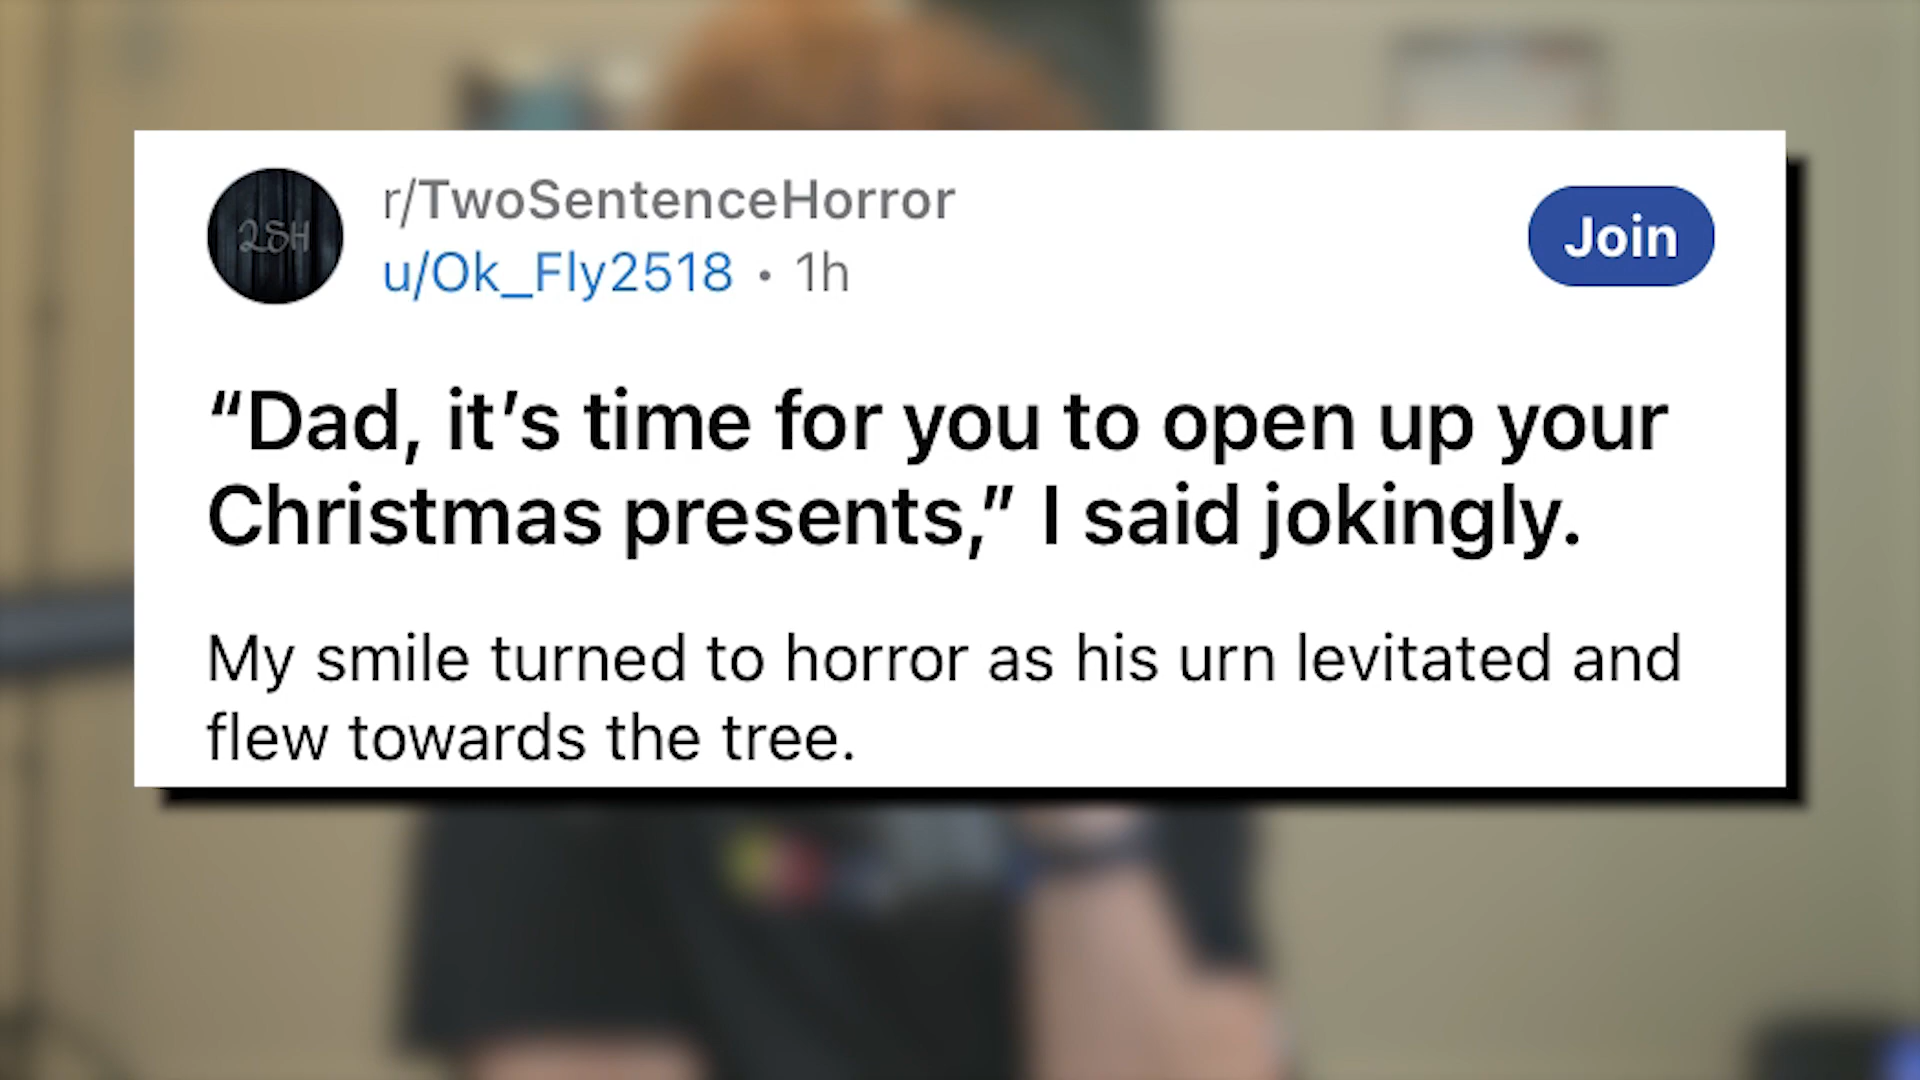 2SH
r/TwoSentenceHorror
u/Ok_Fly2518 • 1h
Join
“Dad, it’s time for you to open up your
Christmas presents,” I said jokingly.
My smile turned to horror as his urn levitated and
flew towards the tree.